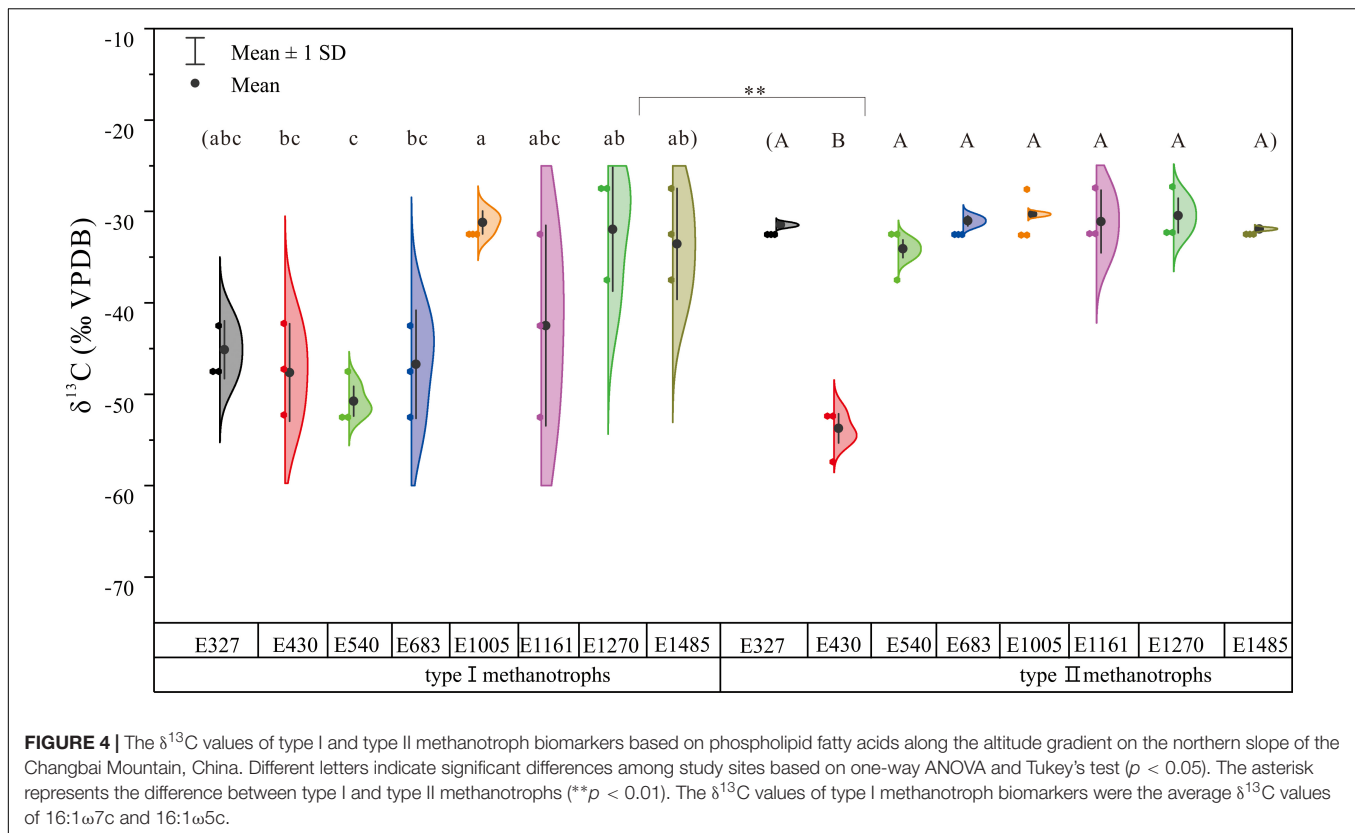 -10
Mean ± 1 SD
Mean
**
-20
(abc bc c bc a abc ab ab) (A B A A A A A A)
-30
-40
δ¹³C (‰ VPDB)
-50
-60
-70
E327 E430 E540 E683 E1005 E1161 E1270 E1485 E327 E430 E540 E683 E1005 E1161 E1270 E1485
type I methanotrophs type II methanotrophs
FIGURE 4 | The δ¹³C values of type I and type II methanotroph biomarkers based on phospholipid fatty acids along the altitude gradient on the northern slope of the
Changbai Mountain, China. Different letters indicate significant differences among study sites based on one-way ANOVA and Tukey's test (p < 0.05). The asterisk
represents the difference between type I and type II methanotrophs (**p < 0.01). The δ¹³C values of type I methanotroph biomarkers were the average δ¹³C values
of 16:1ω7c and 16:1ω5c.